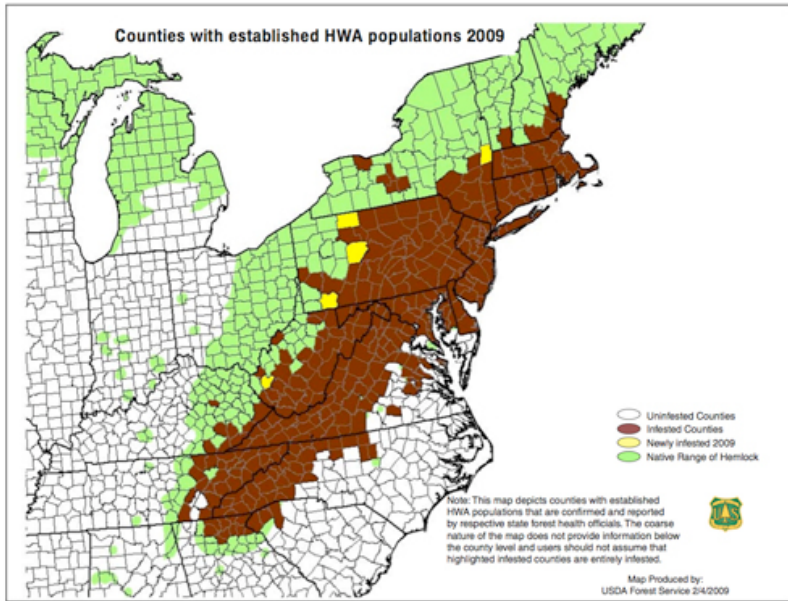 Counties with established HWA populations 2009
Uninfested Counties
Infested Counties
Newly infested 2009
Native Range of Hemlock
Note: This map depicts counties with established
HWA populations that are confirmed and reported
by respective state forest health officials. The coarse
nature of the map does not provide information below
the county level and users should not assume that
highlighted infested counties are entirely infested.
UAS
Map Produced by:
USDA Forest Service 2/4/2009